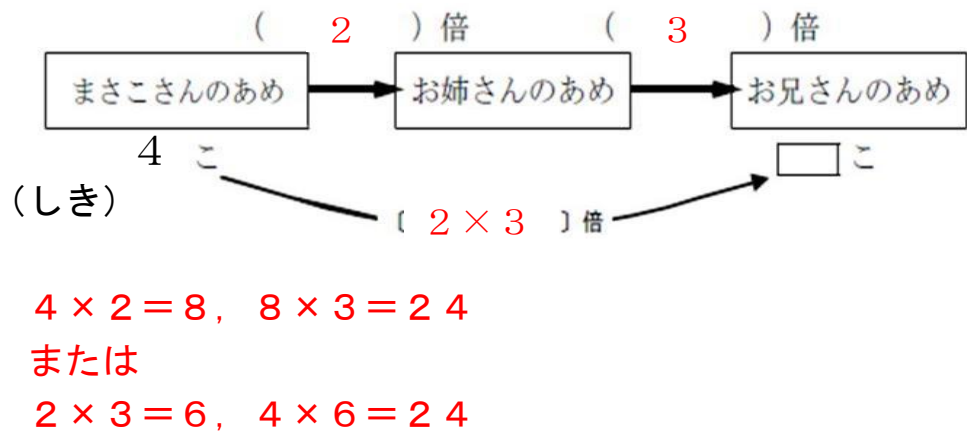 ( 2 )倍 ( 3 )倍
まさこさんのあめ お姉さんのあめ お兄さんのあめ
4 こ □ こ
(しき)
〔 2×3 〕倍
4×2=8, 8×3=24
または
2×3=6, 4×6=24